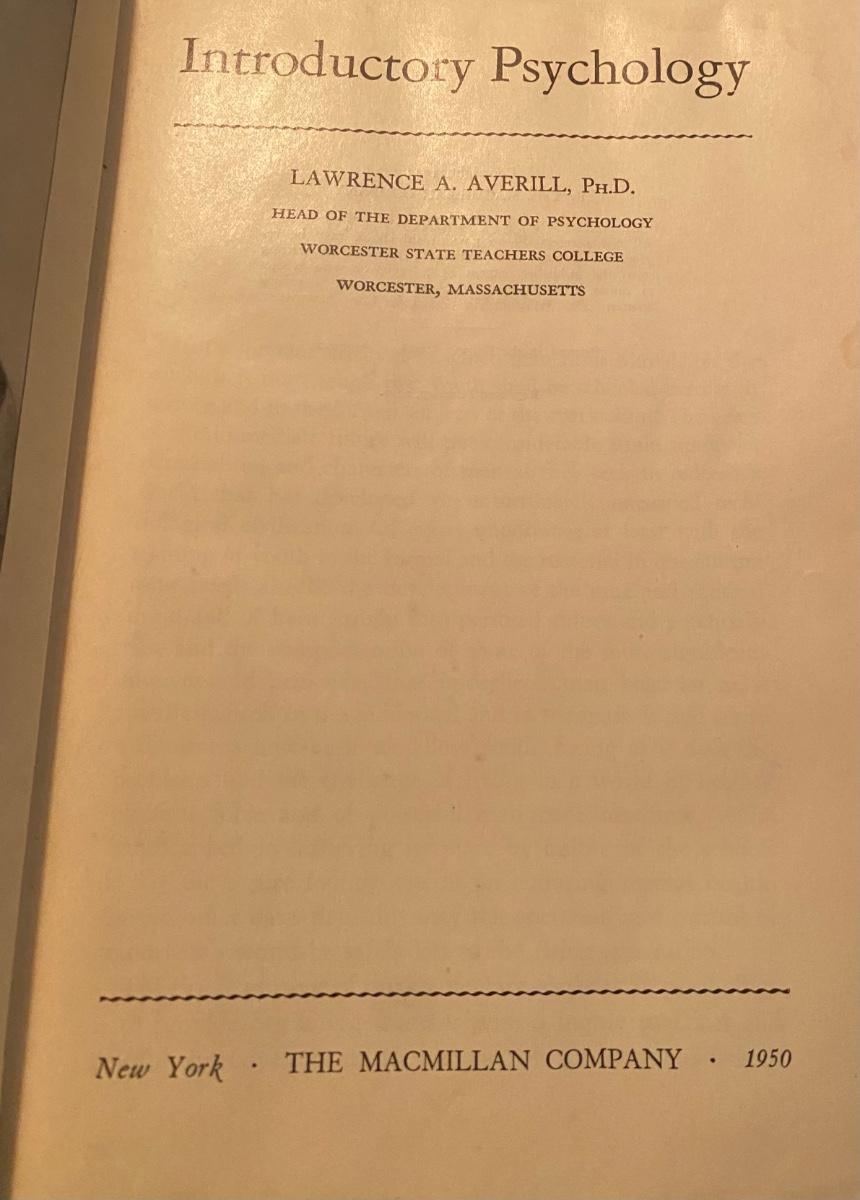 Introductory Psychology
LAWRENCE A. AVERILL, PH.D.
HEAD OF THE DEPARTMENT OF PSYCHOLOGY
WORCESTER STATE TEACHERS COLLEGE
WORCESTER, MASSACHUSETTS
New York · THE MACMILLAN COMPANY · 1950